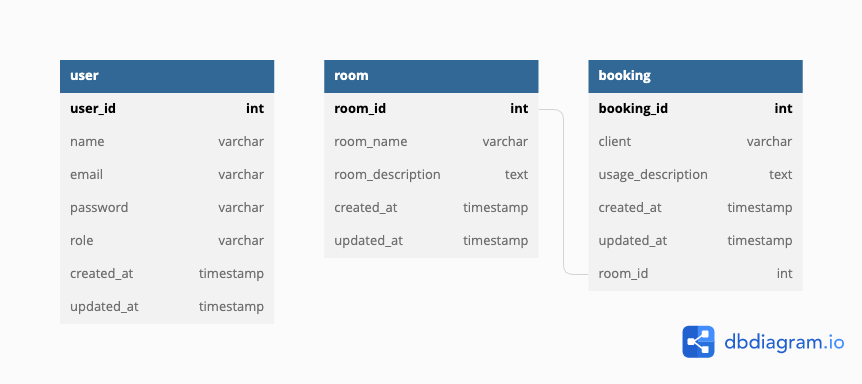 user
user_id int
name varchar
email varchar
password varchar
role varchar
created_at timestamp
updated_at timestamp
room
room_id int
room_name varchar
room_description text
created_at timestamp
updated_at timestamp
booking
booking_id int
client varchar
usage_description text
created_at timestamp
updated_at timestamp
room_id int
dbdiagram.io